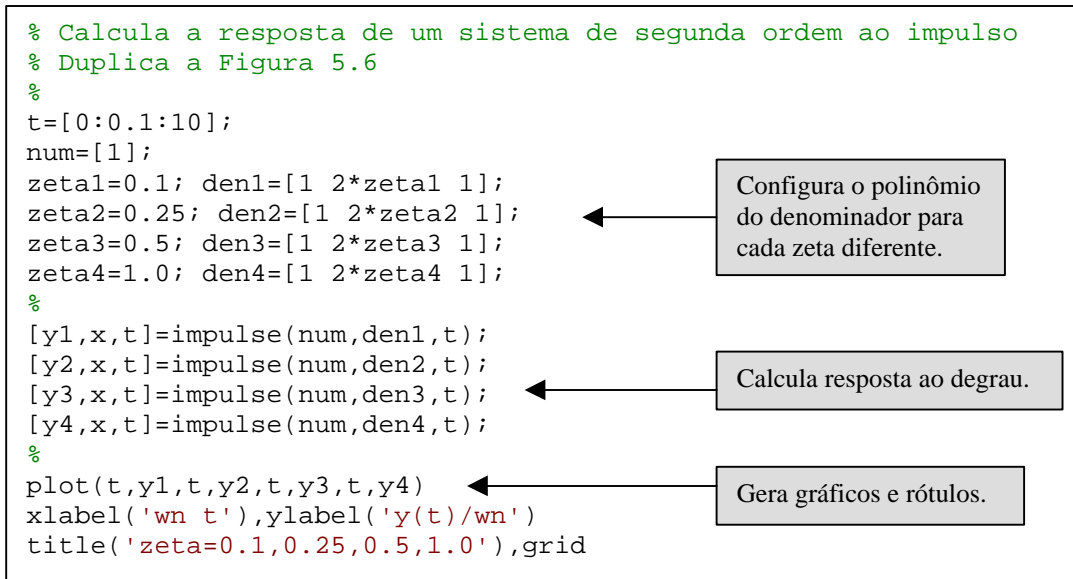 % Calcula a resposta de um sistema de segunda ordem ao impulso
% Duplica a Figura 5.6
%
t=[0:0.1:10];
num=[1];
zeta1=0.1; den1=[1 2*zeta1 1];
zeta2=0.25; den2=[1 2*zeta2 1];
zeta3=0.5; den3=[1 2*zeta3 1];
zeta4=1.0; den4=[1 2*zeta4 1];
Configura o polinômio
do denominador para
cada zeta diferente.
%
[y1,x,t]=impulse(num,den1,t);
[y2,x,t]=impulse(num,den2,t);
[y3,x,t]=impulse(num,den3,t);
[y4,x,t]=impulse(num,den4,t);
Calcula resposta ao degrau.
%
plot(t,y1,t,y2,t,y3,t,y4)
xlabel('wn t'),ylabel('y(t)/wn')
title('zeta=0.1,0.25,0.5,1.0'),grid
Gera gráficos e rótulos.